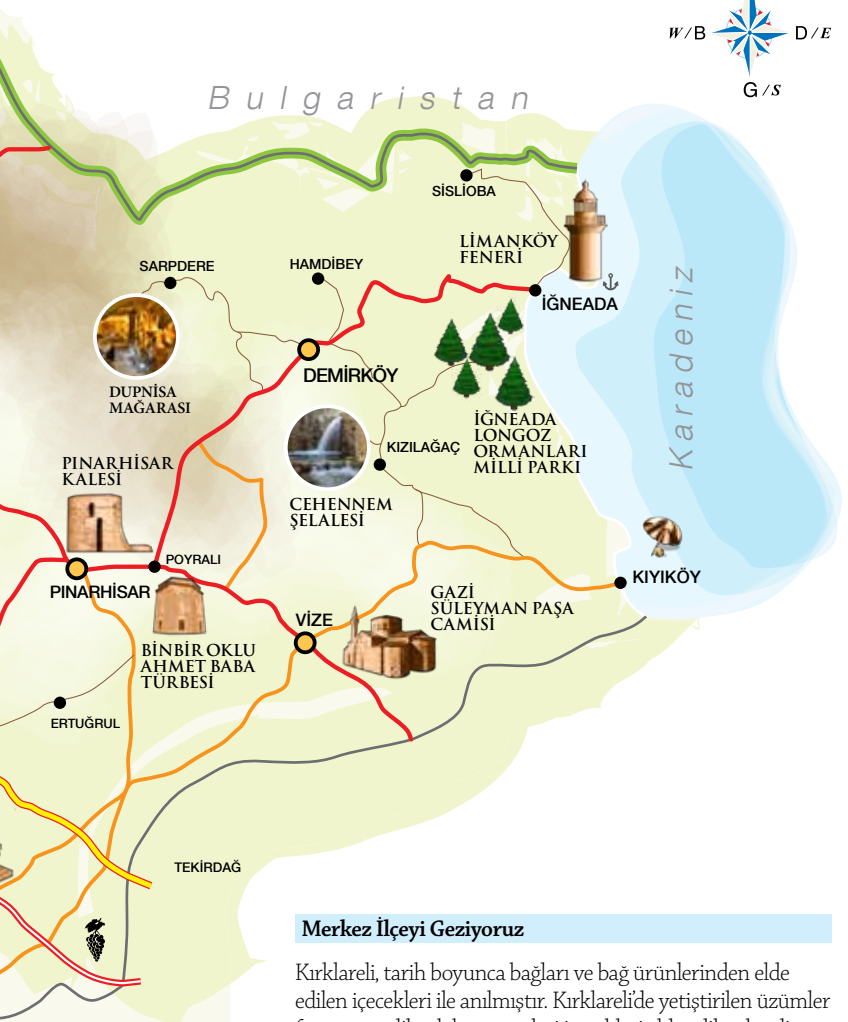 W/B
D/E
G/S
Bulgaristan
SİSLİOBA
LİMANKÖY
FENERİ
SARPDERE
HAMDİBEY
İĞNEADA
Karadeniz
DEMİRKÖY
DUPNİSA
MAĞARASI
İĞNEADA
LONGOZ
ORMANLARI
MİLLİ PARKI
KIZILAĞAÇ
PINARHİSAR
KALESİ
CEHENNEM
ŞELALESİ
POYRALI
PINARHİSAR
KIYIKÖY
GAZİ
SÜLEYMAN PAŞA
CAMİSİ
VİZE
BİNBİR OKLU
AHMET BABA
TÜRBESİ
ERTUĞRUL
TEKİRDAĞ
Merkez İlçeyi Geziyoruz
Kırklareli, tarih boyunca bağları ve bağ ürünlerinden elde
edilen içecekleri ile anılmıştır. Kırklareli'de yetiştirilen üzümler